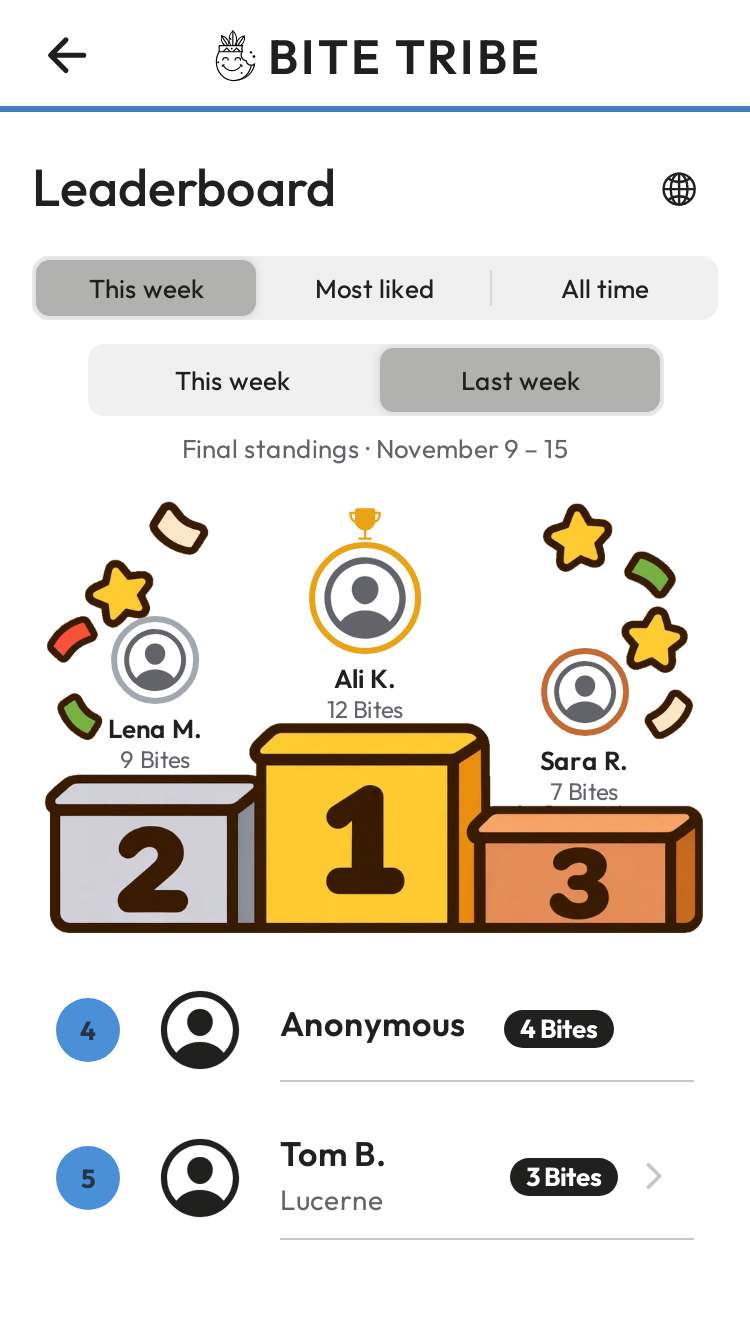 BITE TRIBE
Leaderboard
This week
Most liked
All time
This week
Last week
Final standings · November 9 – 15
Ali K.
12 Bites
Lena M.
9 Bites
Sara R.
7 Bites
1
2
3
4
Anonymous
4 Bites
5
Tom B.
Lucerne
3 Bites